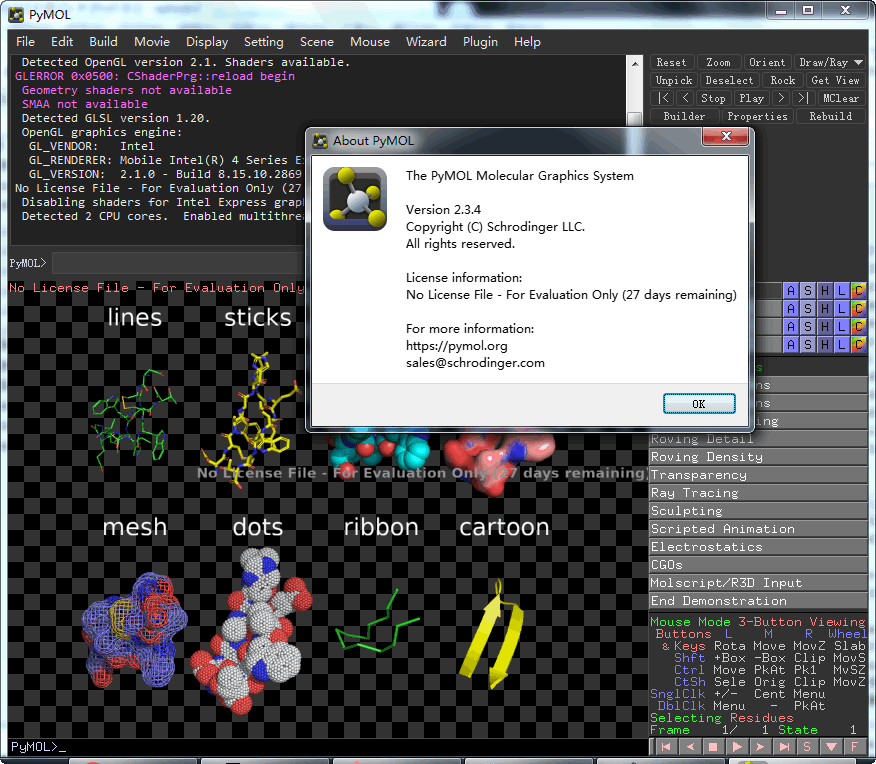 PyMOL
File Edit Build Movie Display Setting Scene Mouse Wizard Plugin Help
Detected OpenGL version 2.1. Shaders available.
GLERROR 0x0500: CShaderPrg::reload begin
Geometry shaders not available
SMAA not available
Detected GLSL version 1.20.
OpenGL graphics engine:
GL_VENDOR: Intel
GL_RENDERER: Mobile Intel(R) 4 Series
GL_VERSION: 2.1.0 - Build 8.15.10.2869
No License File - For Evaluation Only (27
Disabling shaders for Intel Express
Detected 2 CPU cores. Enabled
PyMOL>
Reset Zoom Orient Draw/Ray
Unpick Deselect Rock Get View
|< < Stop Play > >| MClear
Builder Properties Rebuild
About PyMOL
The PyMOL Molecular Graphics System
Version 2.3.4
Copyright (C) Schrodinger LLC.
All rights reserved.
License information:
No License File - For Evaluation Only (27 days remaining)
For more information:
https://pymol.org
sales@schrodinger.com
OK
No License File - For Evaluation Only
lines sticks
No License File - For Evaluation Only (27 days remaining)
mesh dots ribbon cartoon
PyMOL>_
A S H L C
A S H L C
A S H L C
A S H L C
Roving Detail
Roving Density
Transparency
Ray Tracing
Sculpting
Scripted Animation
Electrostatics
CGOs
Molscript/R3D Input
End Demonstration
Mouse Mode 3-Button Viewing
Buttons L M R Wheel
& Keys Rota Move MovZ Slab
Shft +Box -Box Clip MovS
Ctrl Move PkAt Pk1 MvSZ
CtSh Sele Orig Clip MovZ
SnglClk +/- Cent Menu
DblClk Menu - PkAt
Selecting Residues
Frame 1/ 1 State 1
S F